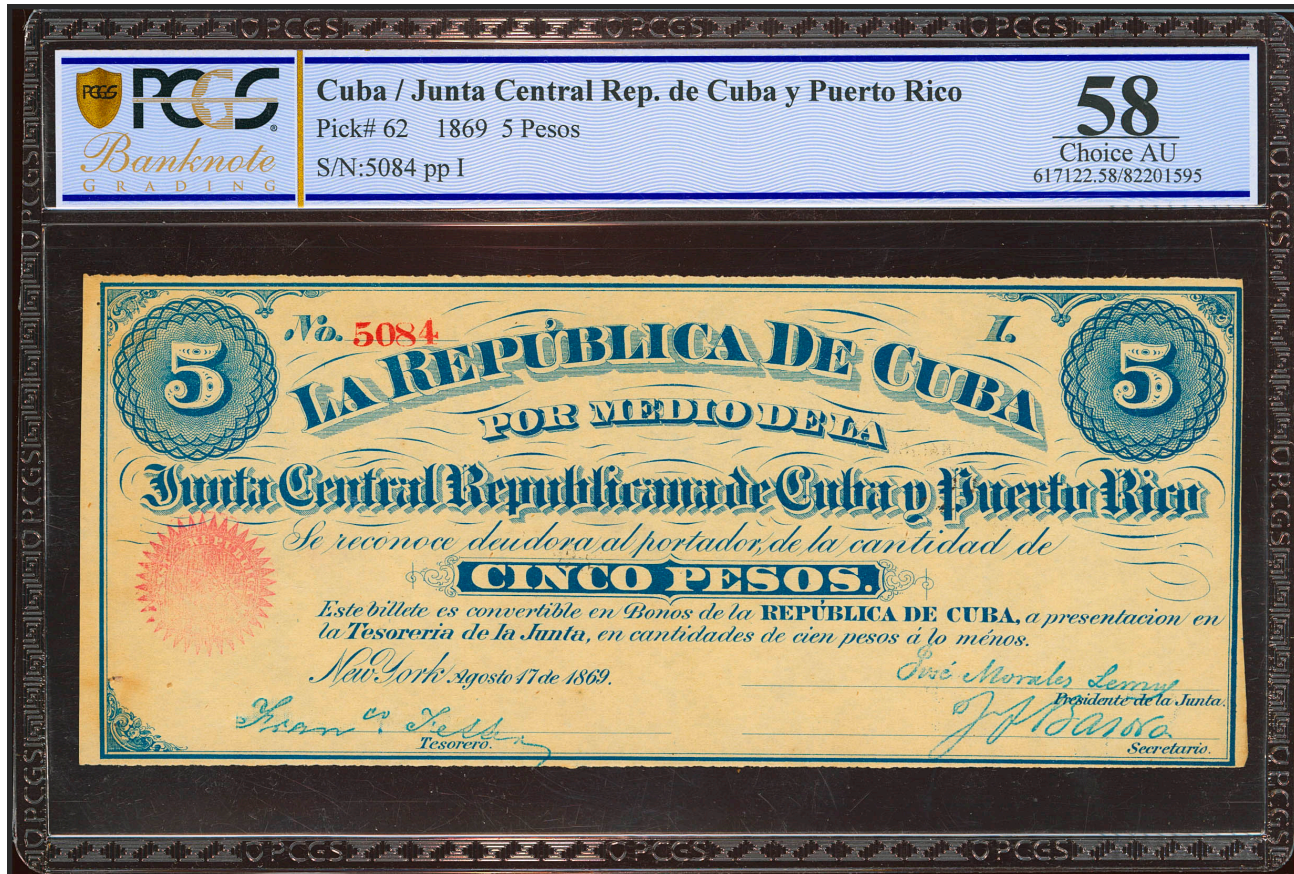 PCGS PCGS
Banknote
GRADING
Cuba / Junta Central Rep. de Cuba y Puerto Rico
Pick# 62 1869 5 Pesos
S/N:5084 pp I
58
Choice AU
617122.58/82201595
5 No. 5084 I. 5
LA REPÚBLICA DE CUBA
POR MEDIO DE LA
Junta Central Republicana de Cuba y Puerto Rico
Se reconoce deudora al portador, de la cantidad de
CINCO PESOS.
Este billete es convertible en Bonos de la REPÚBLICA DE CUBA, a presentacion en
la Tesoreria de la Junta, en cantidades de cien pesos á lo ménos.
New York Agosto 17 de 1869.
José Morales Lemus
Presidente de la Junta.
Tesorero.
Secretario.